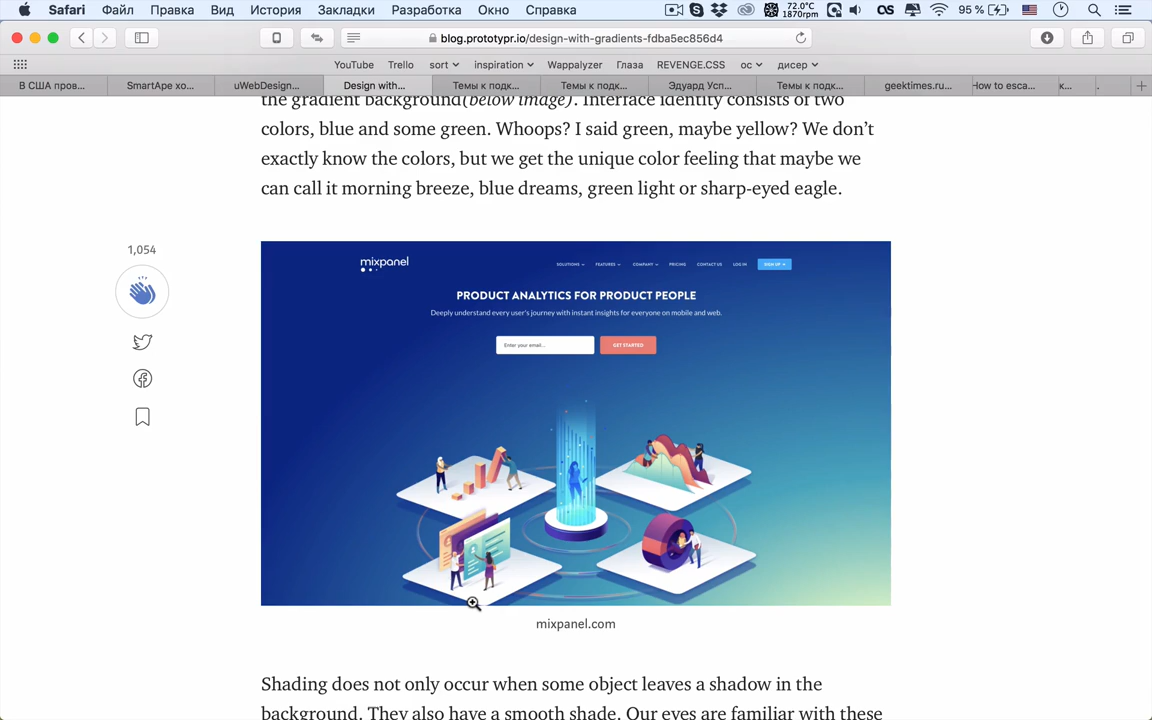 Safari Файл Правка Вид История Закладки Разработка Окно Справка 72.0°C 1870rpm OS 95 %
blog.prototypr.io/design-with-gradients-fdba5ec856d4
YouTube Trello sort inspiration Wappalyzer Глаза REVENGE.CSS ос дисер
В США пров... SmartApe хо... uWebDesign... Design with... Темы к подк... Темы к подк... Эдуард Усп... Темы к подк... geektimes.ru... How to esca... к... .
the gradient background(below image). Interface identity consists of two
colors, blue and some green. Whoops? I said green, maybe yellow? We don’t
exactly know the colors, but we get the unique color feeling that maybe we
can call it morning breeze, blue dreams, green light or sharp-eyed eagle.
1,054
mixpanel
SOLUTIONS FEATURES COMPANY PRICING CONTACT US LOG IN SIGN UP
PRODUCT ANALYTICS FOR PRODUCT PEOPLE
Deeply understand every user's journey with instant insights for everyone on mobile and web.
Enter your email... GET STARTED
mixpanel.com
Shading does not only occur when some object leaves a shadow in the
background. They also have a smooth shade. Our eyes are familiar with these